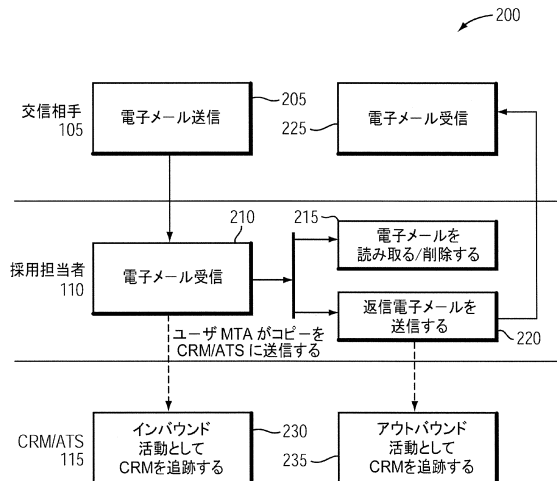 200
交信相手
105
電子メール送信
205
225
電子メール受信
採用担当者
110
電子メール受信
210
215
電子メールを
読み取る/削除する
返信電子メールを
送信する
220
ユーザ MTA がコピーを
CRM/ATS に送信する
CRM/ATS
115
インバウンド
活動として
CRMを追跡する
230
235
アウトバウンド
活動として
CRMを追跡する